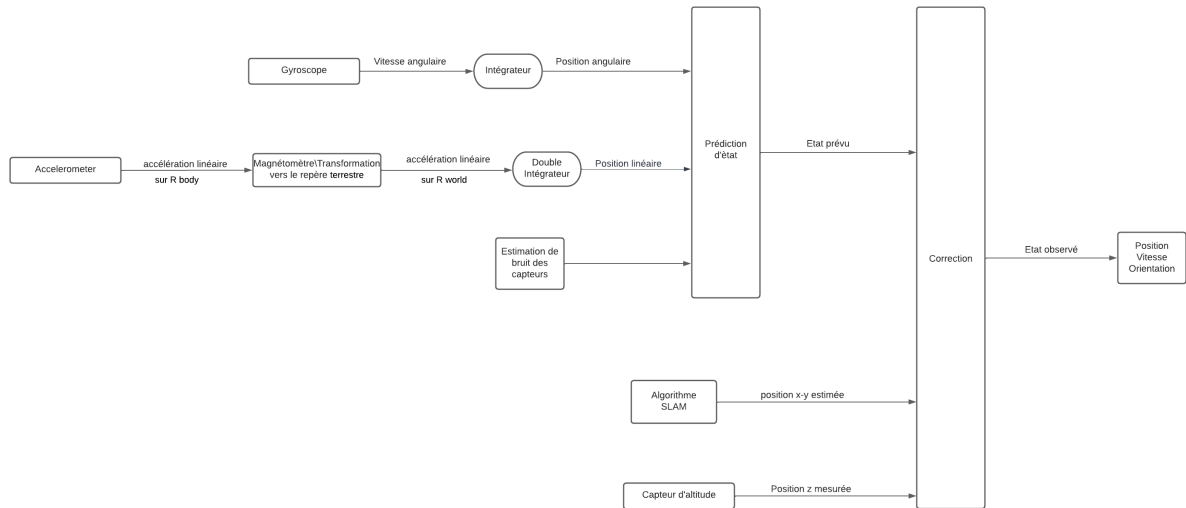 Gyroscope
Vitesse angulaire
Intégrateur
Position angulaire
Accelerometer
accélération linéaire
sur R body
Magnétomètre\Transformation
vers le repère terrestre
accélération linéaire
sur R world
Double
Intégrateur
Position linéaire
Estimation de
bruit des
capteurs
Prédiction
d'ètat
Etat prévu
Algorithme
SLAM
position x-y estimée
Capteur d'altitude
Position z mesurée
Correction
Etat observé
Position
Vitesse
Orientation